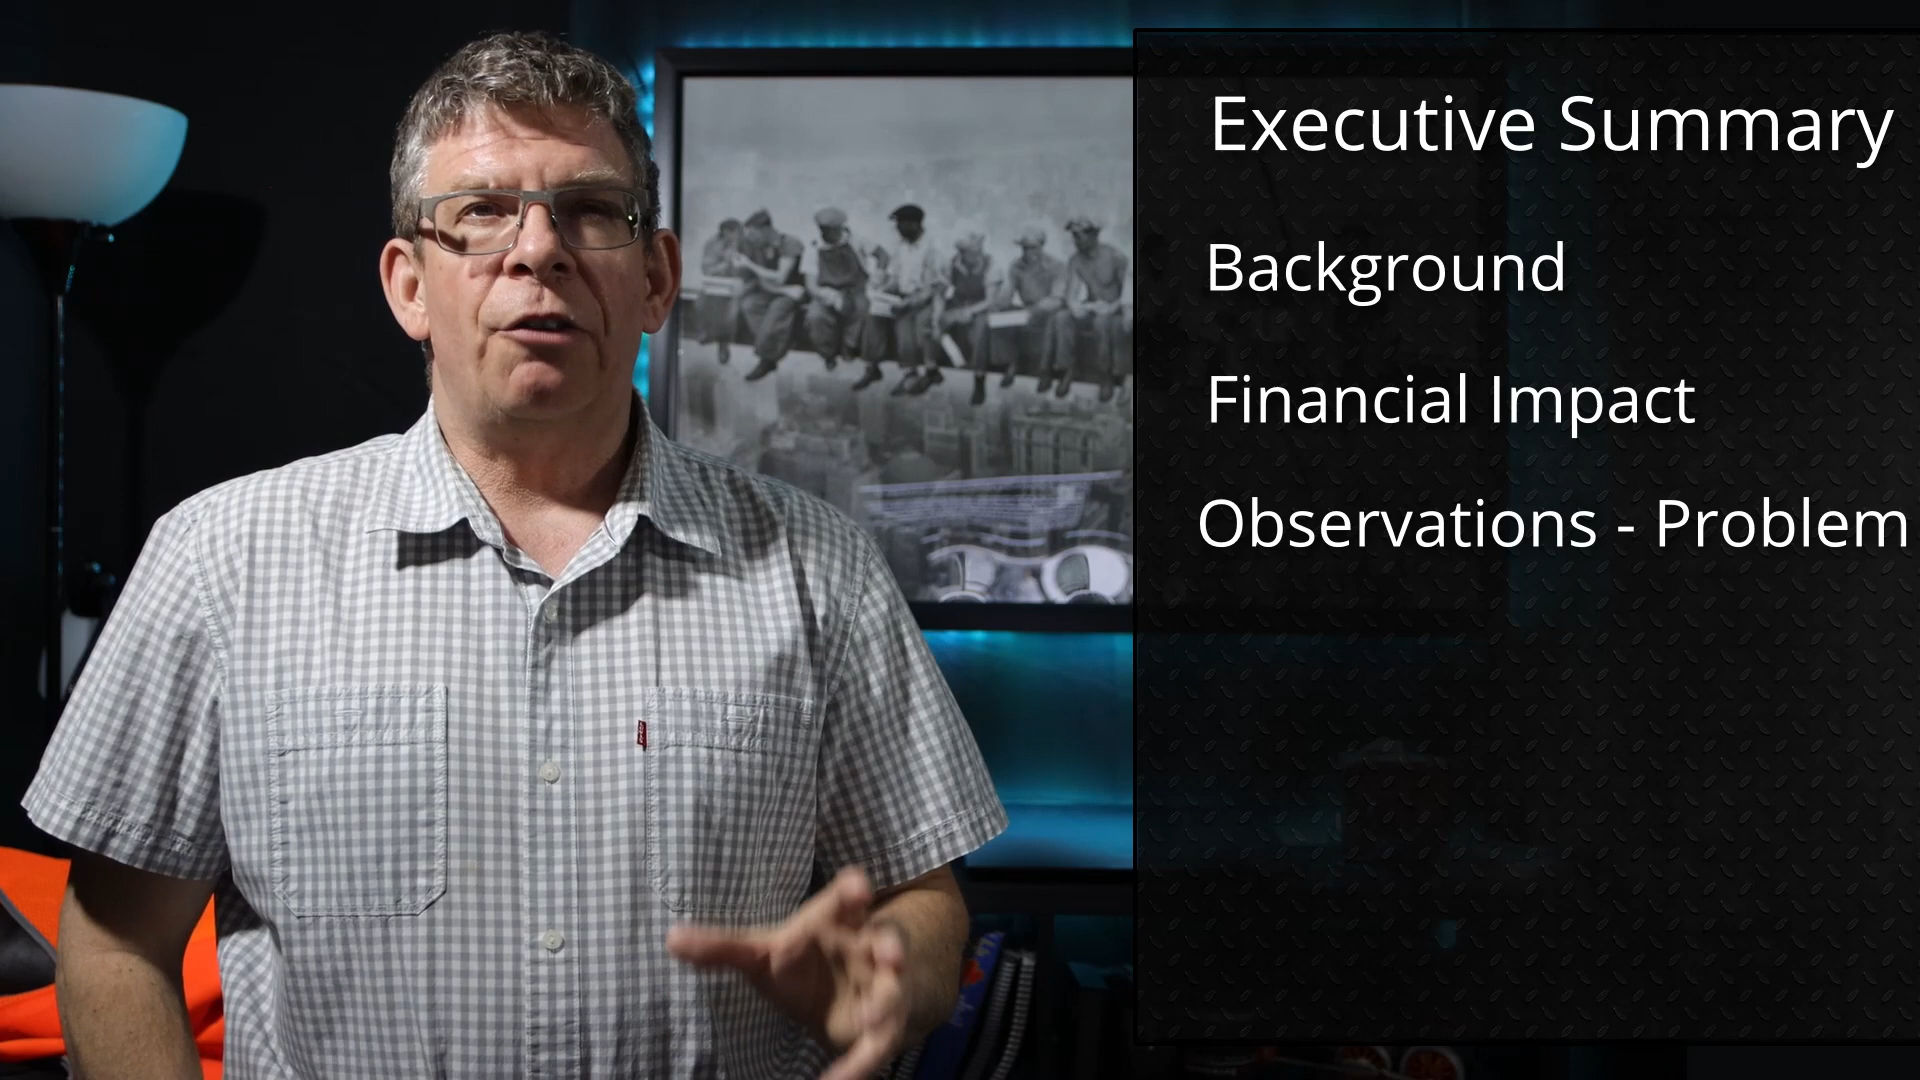 Executive Summary
Background
Financial Impact
Observations - Problem